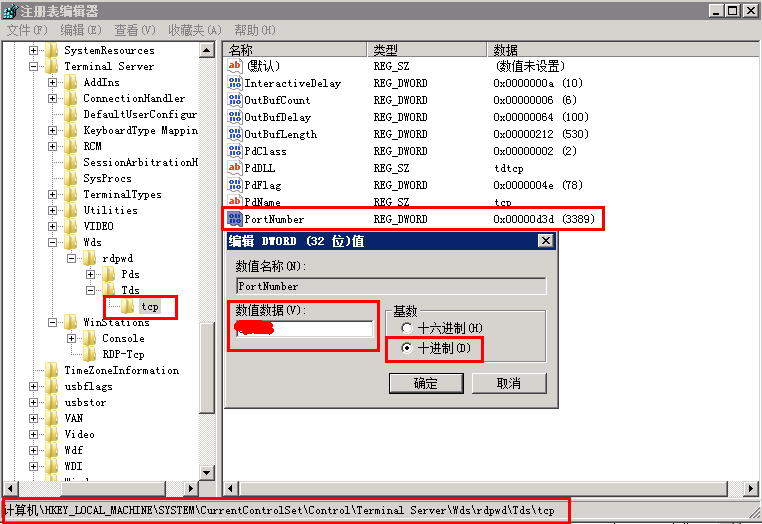 注册表编辑器
文件(F) 编辑(E) 查看(V) 收藏夹(A) 帮助(H)
SystemResources
Terminal Server
AddIns
ConnectionHandler
DefaultUserConfigur
KeyboardType Mappin
RCM
SessionArbitrationH
SysProcs
TerminalTypes
Utilities
VIDEO
Wds
rdpwd
Pds
Tds
tcp
WinStations
Console
RDP-Tcp
TimeZoneInformation
usbflags
usbstor
VAN
Video
Wdf
WDI
名称 类型 数据
(默认) REG_SZ (数值未设置)
InteractiveDelay REG_DWORD 0x0000000a (10)
OutBufCount REG_DWORD 0x00000006 (6)
OutBufDelay REG_DWORD 0x00000064 (100)
OutBufLength REG_DWORD 0x00000212 (530)
PdClass REG_DWORD 0x00000002 (2)
PdDLL REG_SZ tdtcp
PdFlag REG_DWORD 0x0000004e (78)
PdName REG_SZ tcp
PortNumber REG_DWORD 0x00000d3d (3389)
编辑 DWORD (32 位)值
数值名称(N):
PortNumber
数值数据(V):
基数
十六进制(H)
十进制(D)
确定 取消
计算机\HKEY_LOCAL_MACHINE\SYSTEM\CurrentControlSet\Control\Terminal Server\Wds\rdpwd\Tds\tcp